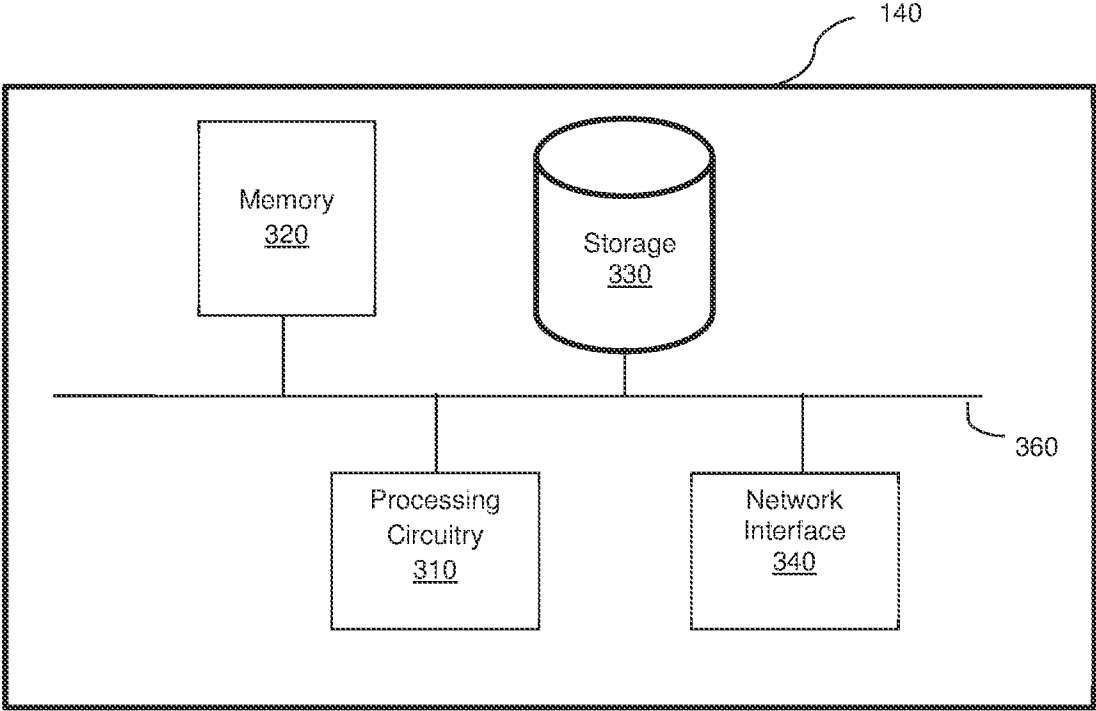 140
Memory
320
Storage
330
360
Processing
Circuitry
310
Network
Interface
340